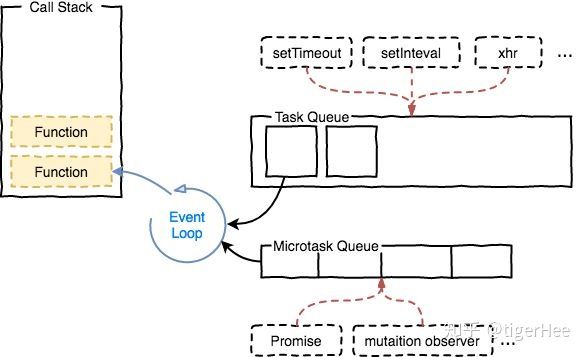 Call Stack
Function
Function
Event
Loop
setTimeout
setInteval
xhr
...
Task Queue
Microtask Queue
Promise
mutaition observer
...
知乎 @tigerHee